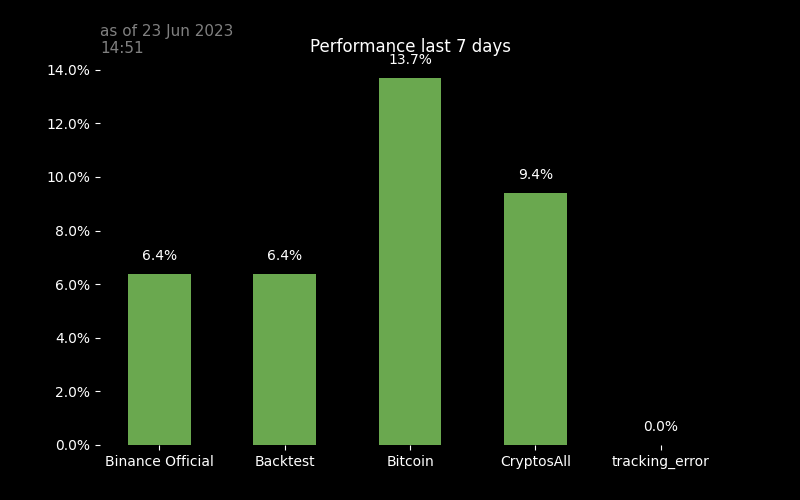 as of 23 Jun 2023
14:51
Performance last 7 days
14.0%
12.0%
10.0%
8.0%
6.0%
4.0%
2.0%
0.0%
6.4%
6.4%
13.7%
9.4%
0.0%
Binance Official
Backtest
Bitcoin
CryptosAll
tracking_error